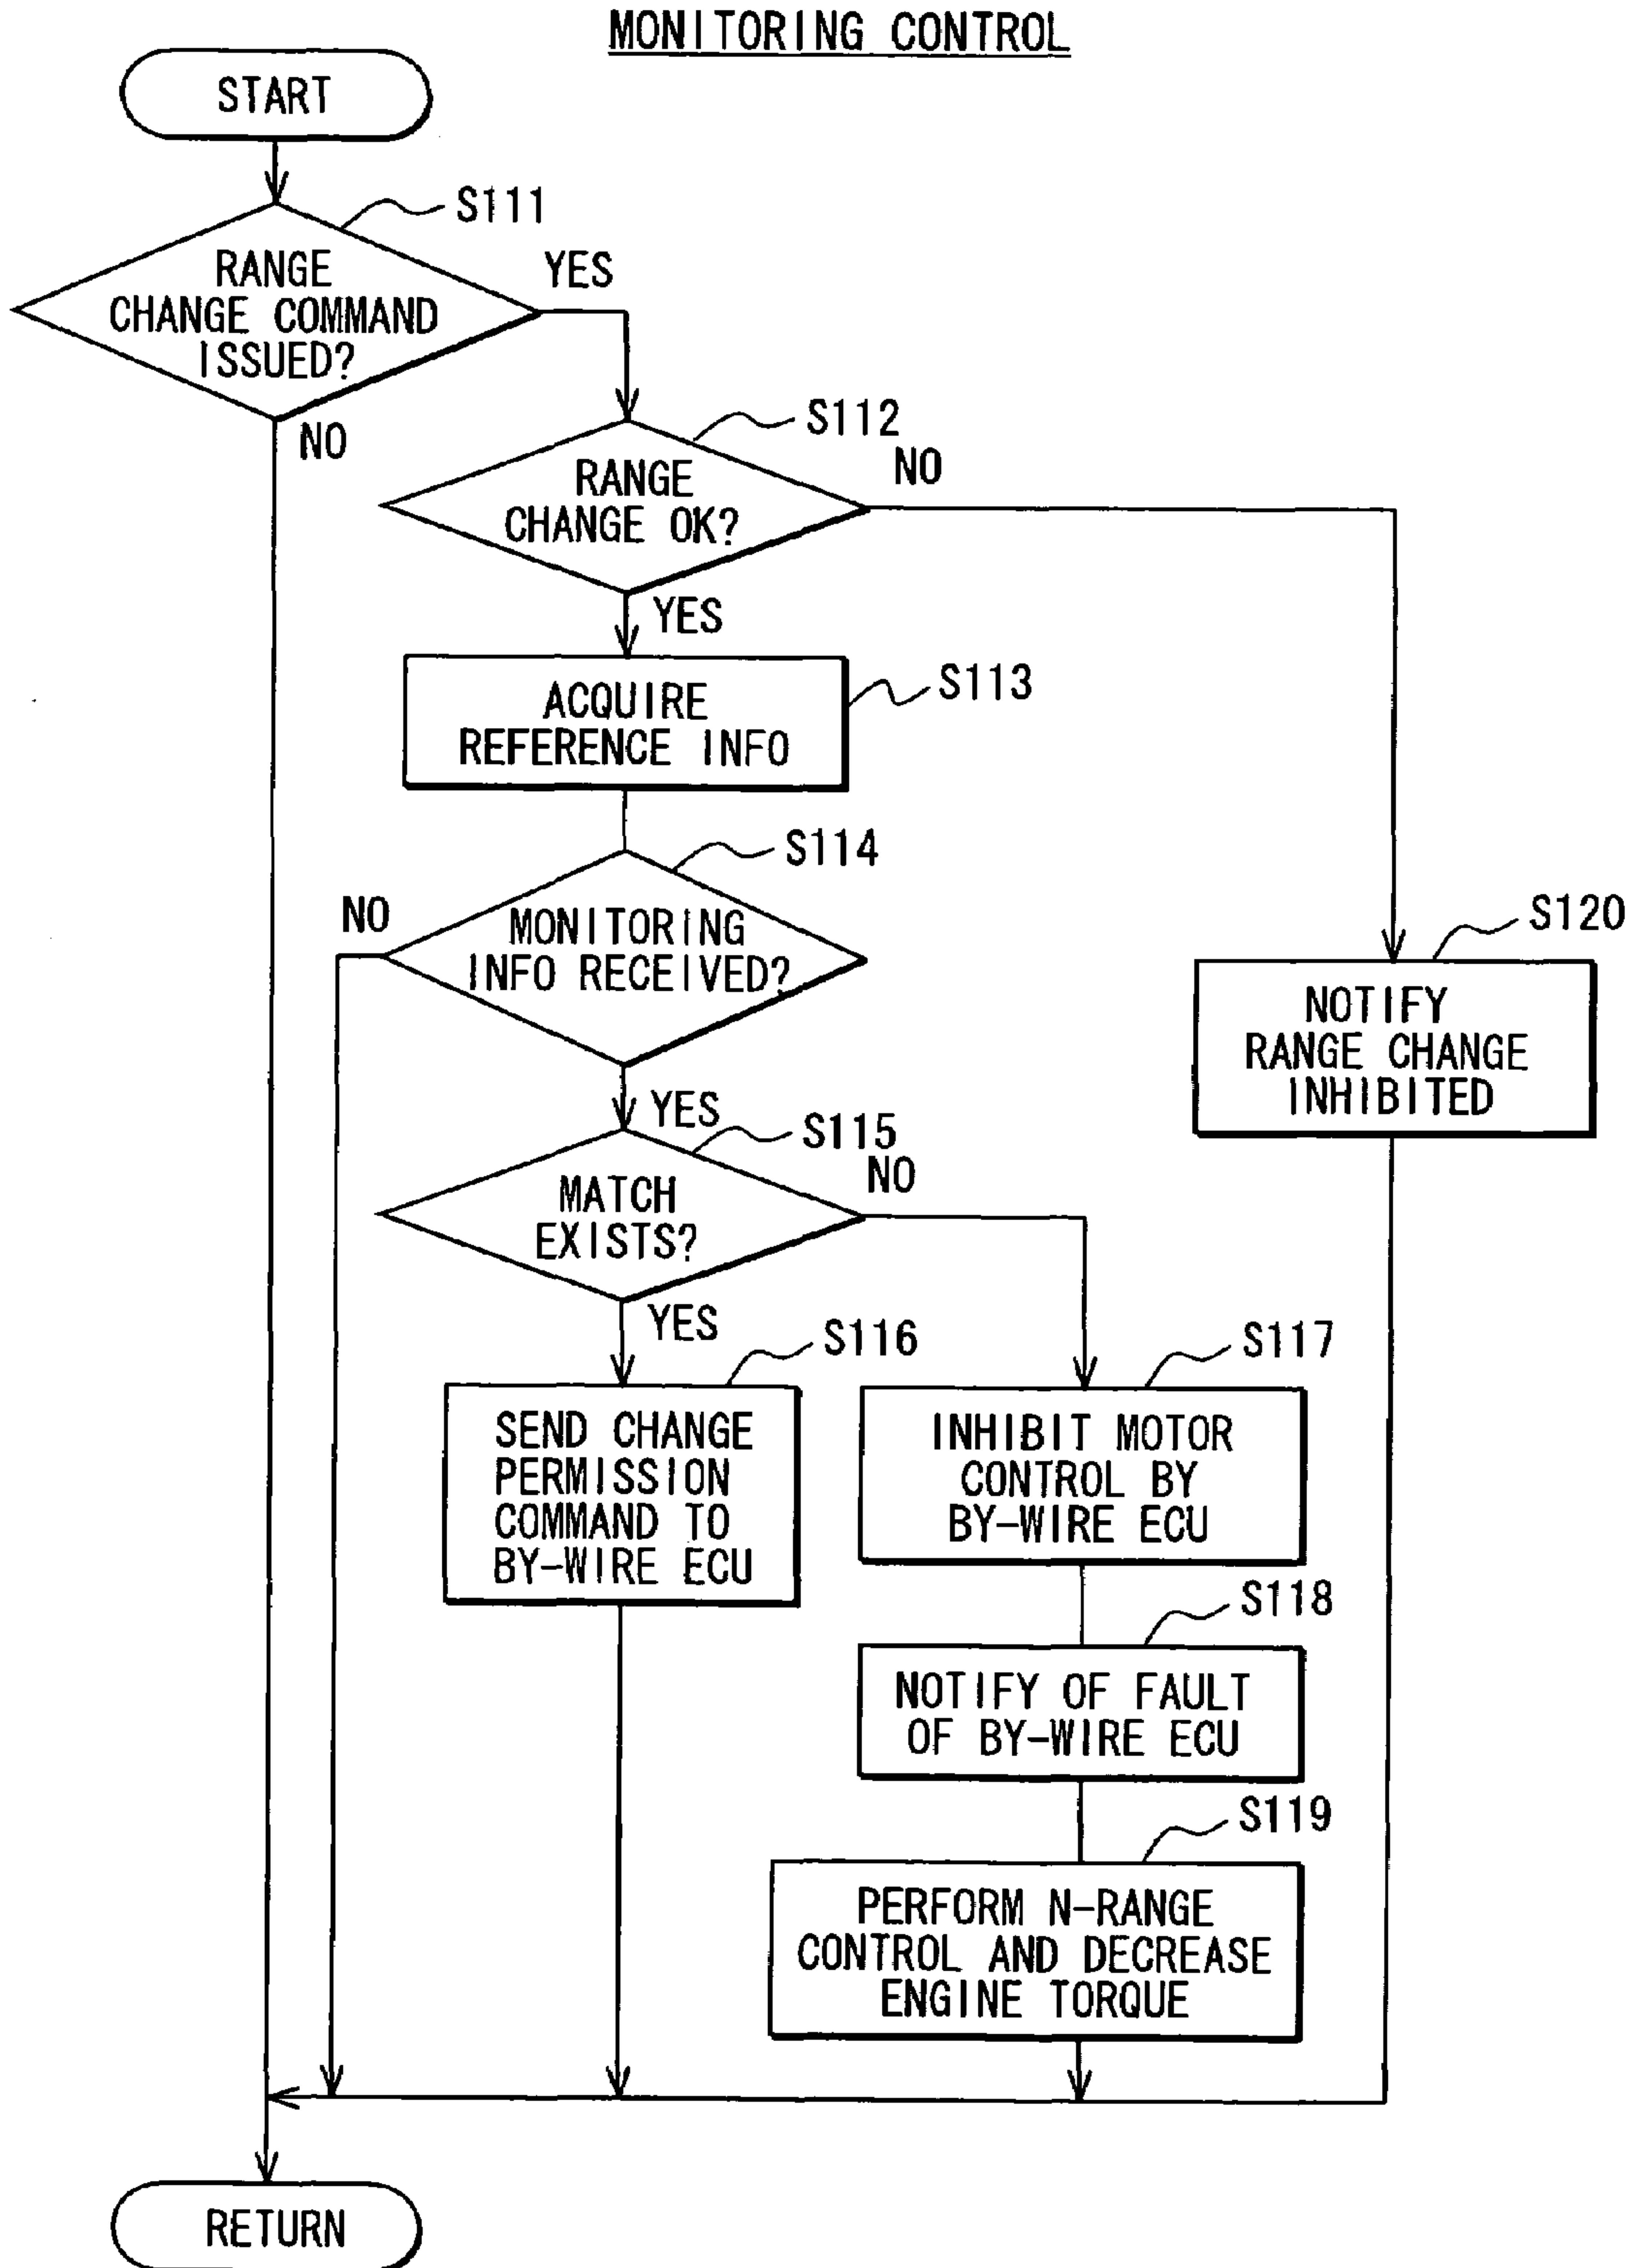 MONITORING CONTROL
START
S111
RANGE
CHANGE COMMAND
ISSUED?
YES
NO
S112
RANGE
CHANGE OK?
NO
YES
S113
ACQUIRE
REFERENCE INFO
S114
NO
MONITORING
INFO RECEIVED?
S120
NOTIFY
RANGE CHANGE
INHIBITED
YES
S115
MATCH
EXISTS?
NO
YES
S116
SEND CHANGE
PERMISSION
COMMAND TO
BY-WIRE ECU
S117
INHIBIT MOTOR
CONTROL BY
BY-WIRE ECU
S118
NOTIFY OF FAULT
OF BY-WIRE ECU
S119
PERFORM N-RANGE
CONTROL AND DECREASE
ENGINE TORQUE
RETURN